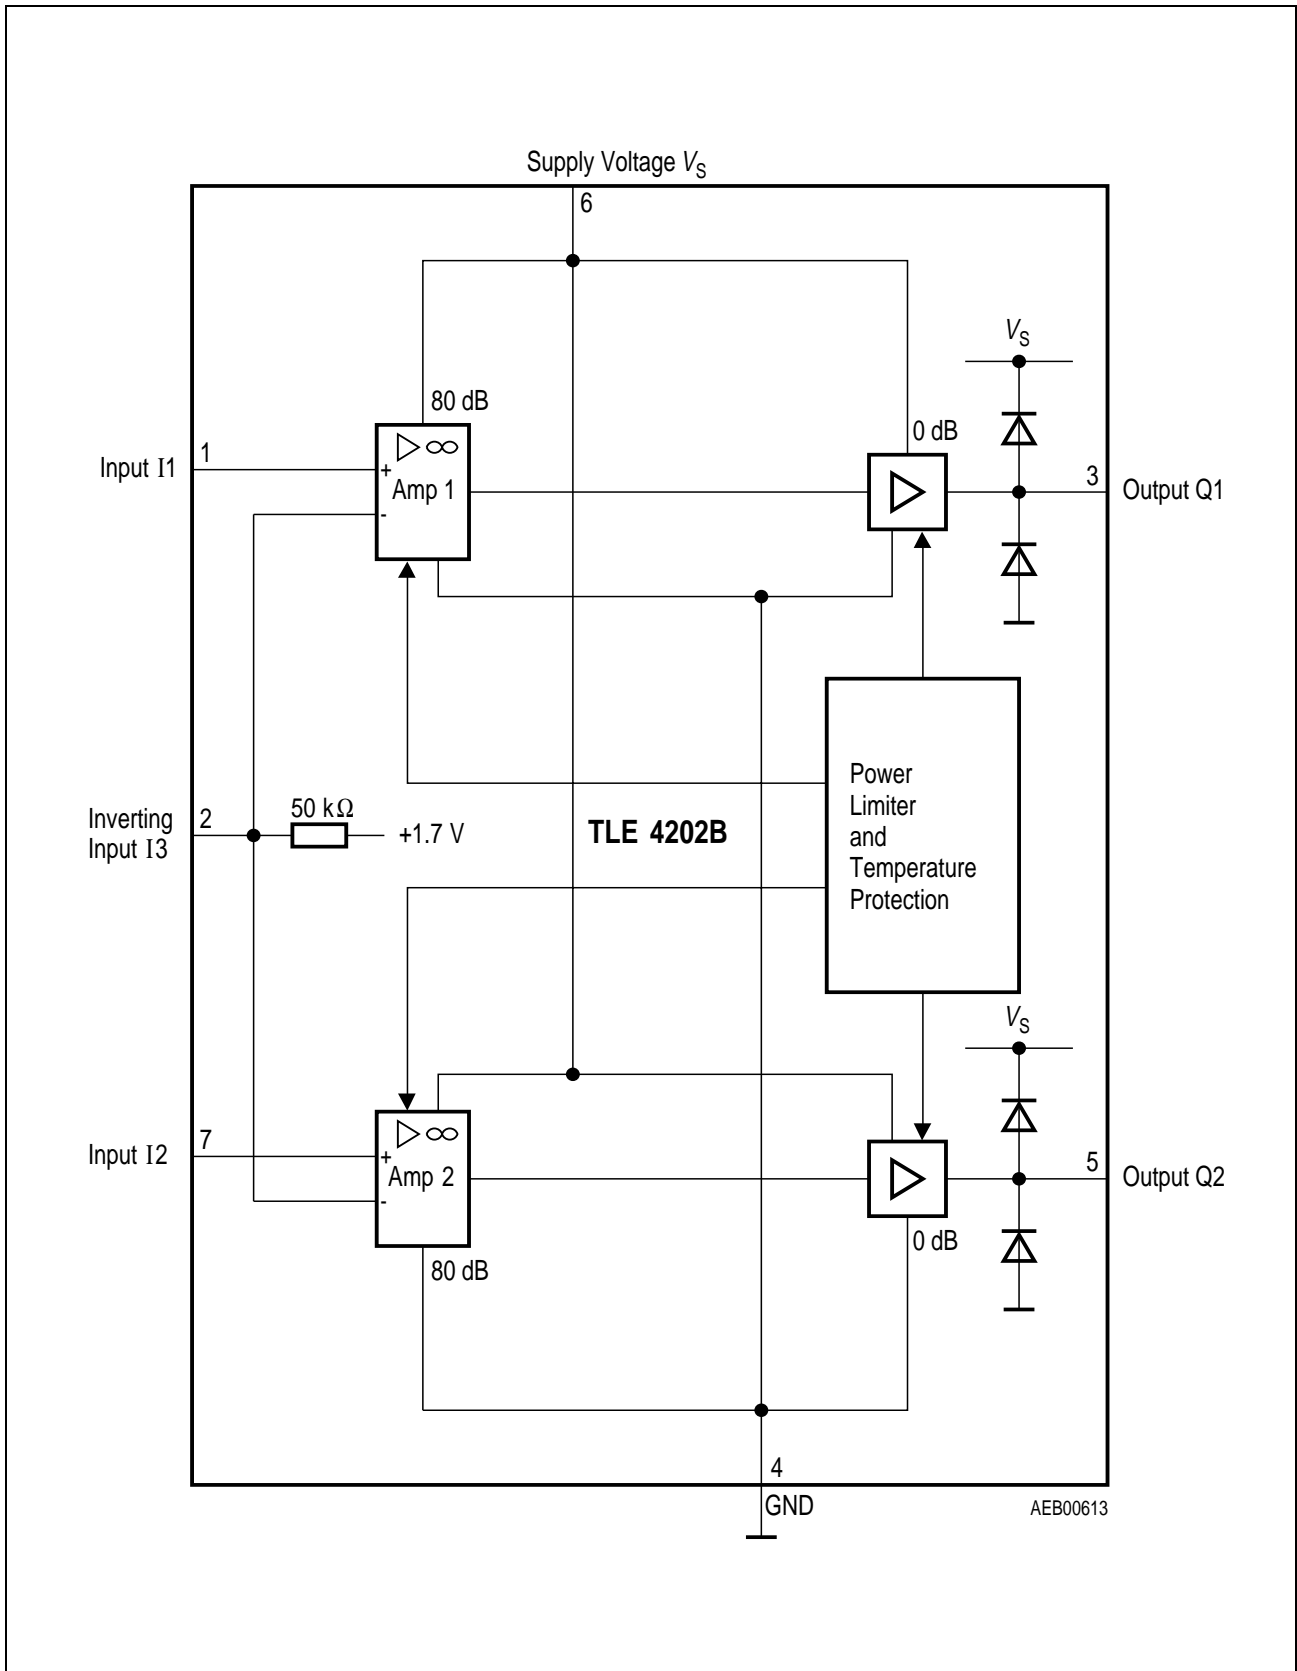 Supply Voltage VS
6
VS
80 dB
0 dB
1
Input I1
+
∞
Amp 1
-
3
Output Q1
Power
Limiter
and
Temperature
Protection
Inverting
Input I3
2
50 kΩ
+1.7 V
TLE 4202B
VS
7
Input I2
+
∞
Amp 2
-
5
Output Q2
0 dB
80 dB
4
GND
AEB00613